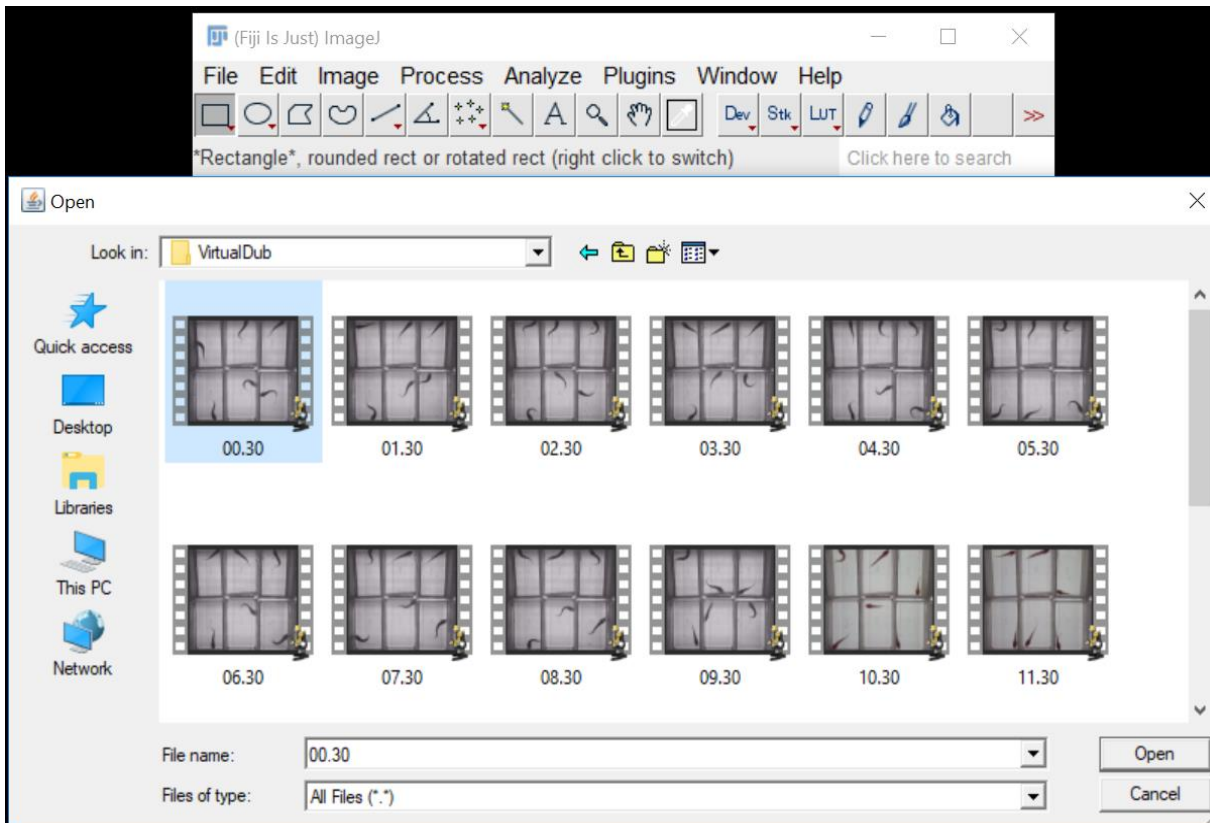 (Fiji Is Just) ImageJ
File Edit Image Process Analyze Plugins Window Help
A Dev Stk LUT >>
*Rectangle*, rounded rect or rotated rect (right click to switch) Click here to search
Open
Look in: VirtualDub
Quick access
Desktop
Libraries
This PC
Network
00.30 01.30 02.30 03.30 04.30 05.30
06.30 07.30 08.30 09.30 10.30 11.30
File name: 00.30 Open
Files of type: All Files (*.*) Cancel